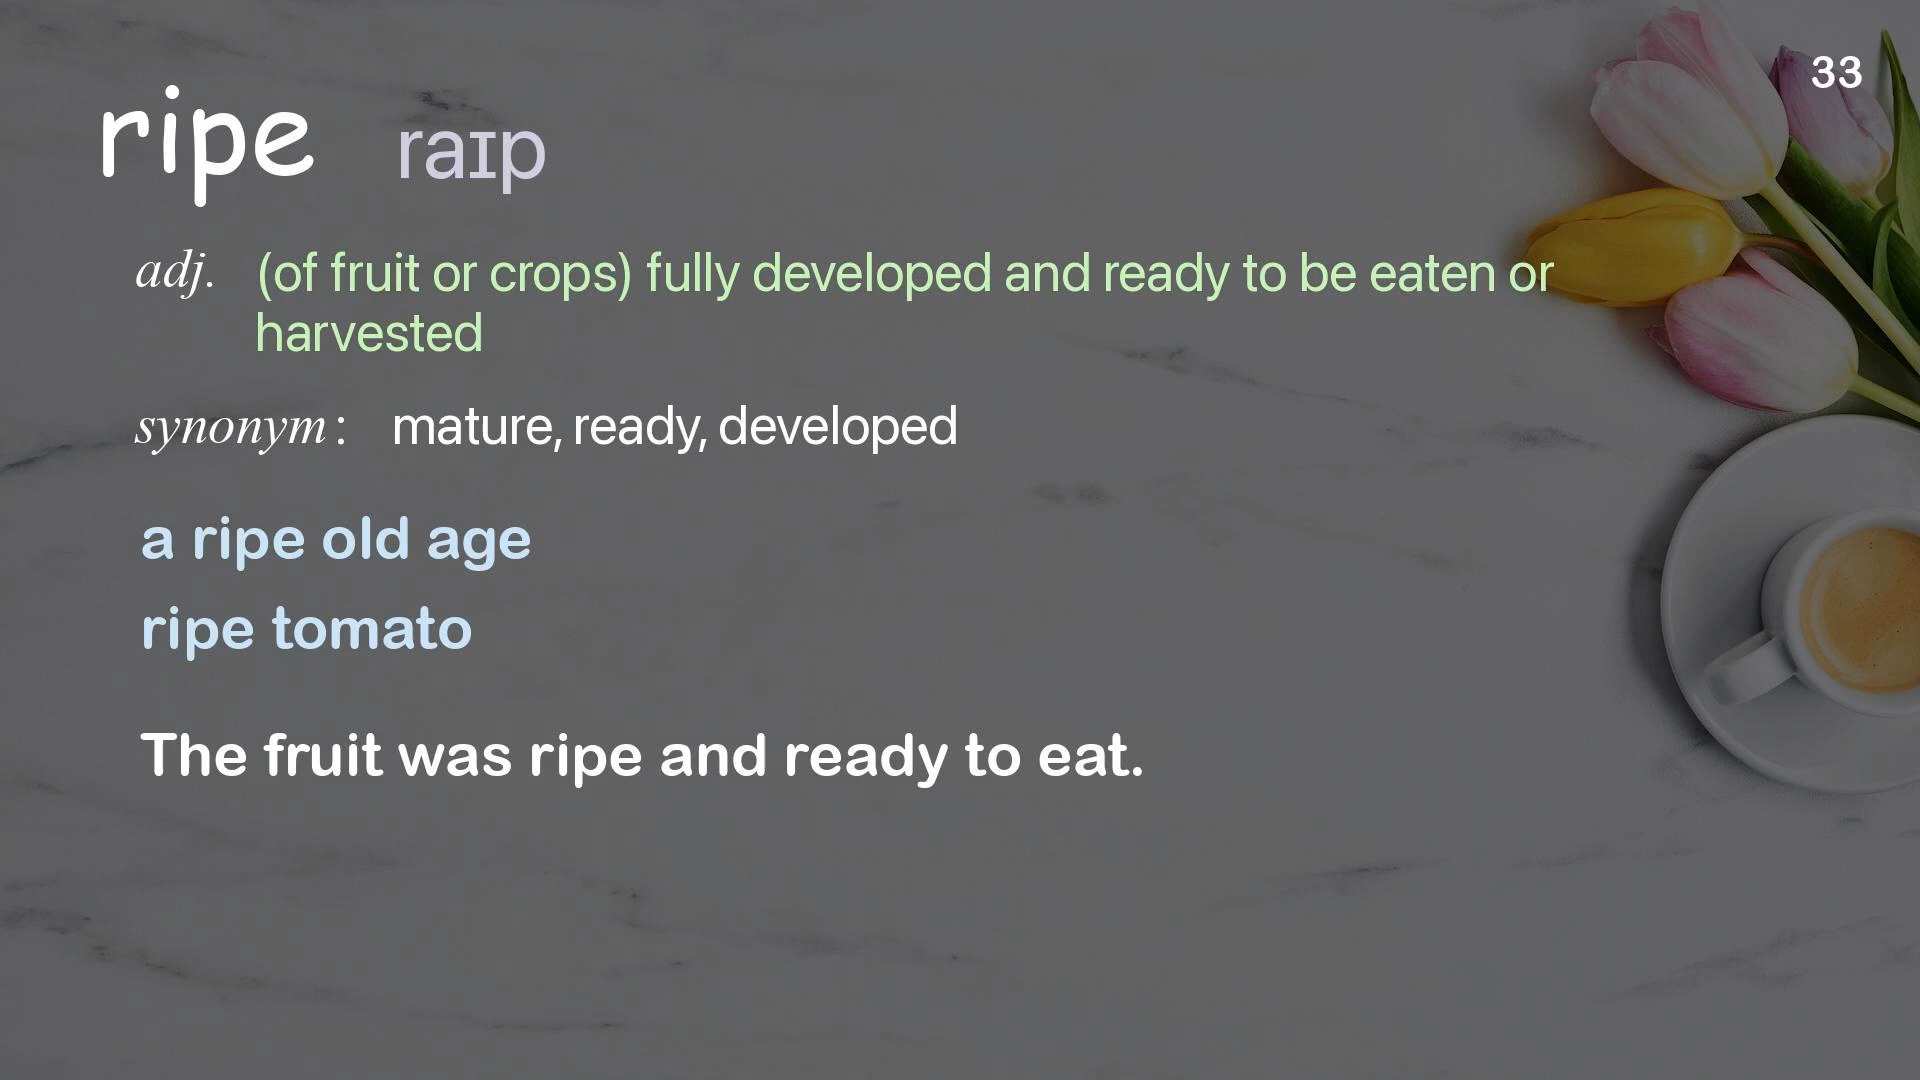 33
ripe raɪp
adj. (of fruit or crops) fully developed and ready to be eaten or
harvested
synonym: mature, ready, developed
a ripe old age
ripe tomato
The fruit was ripe and ready to eat.